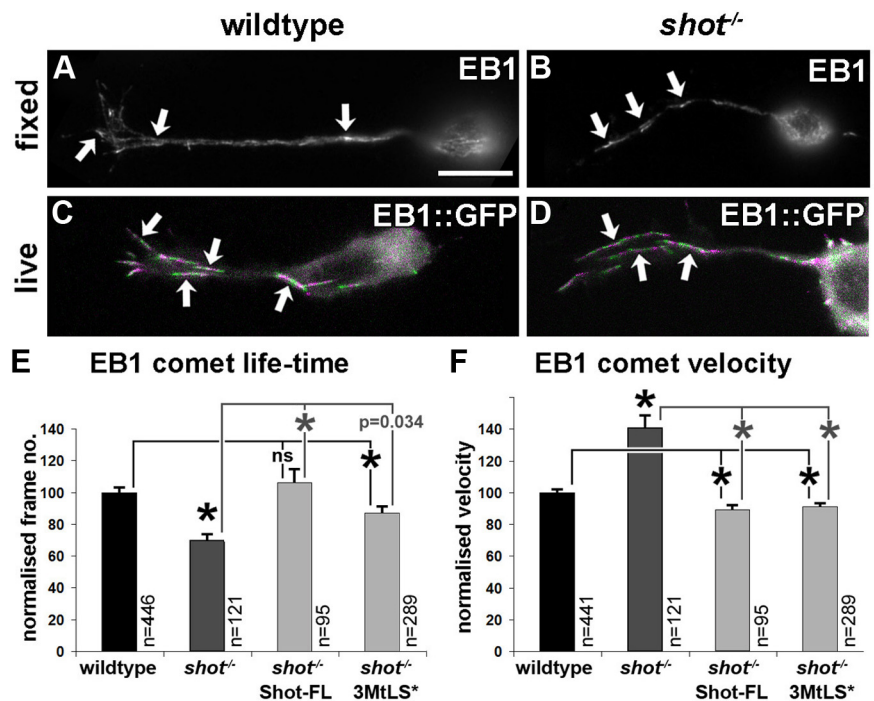 wildtype
shot-/-
fixed
A
EB1
B
EB1
live
C
EB1::GFP
D
EB1::GFP
E EB1 comet life-time
normalised frame no.
140
120
100
80
60
40
20
0
*
ns
*
*
p=0.034
n=446
n=121
n=95
n=289
wildtype
shot-/-
shot-/-
Shot-FL
shot-/-
3MtLS*
F EB1 comet velocity
normalised velocity
140
120
100
80
60
40
20
0
*
*
*
*
*
n=441
n=121
n=95
n=289
wildtype
shot-/-
shot-/-
Shot-FL
shot-/-
3MtLS*